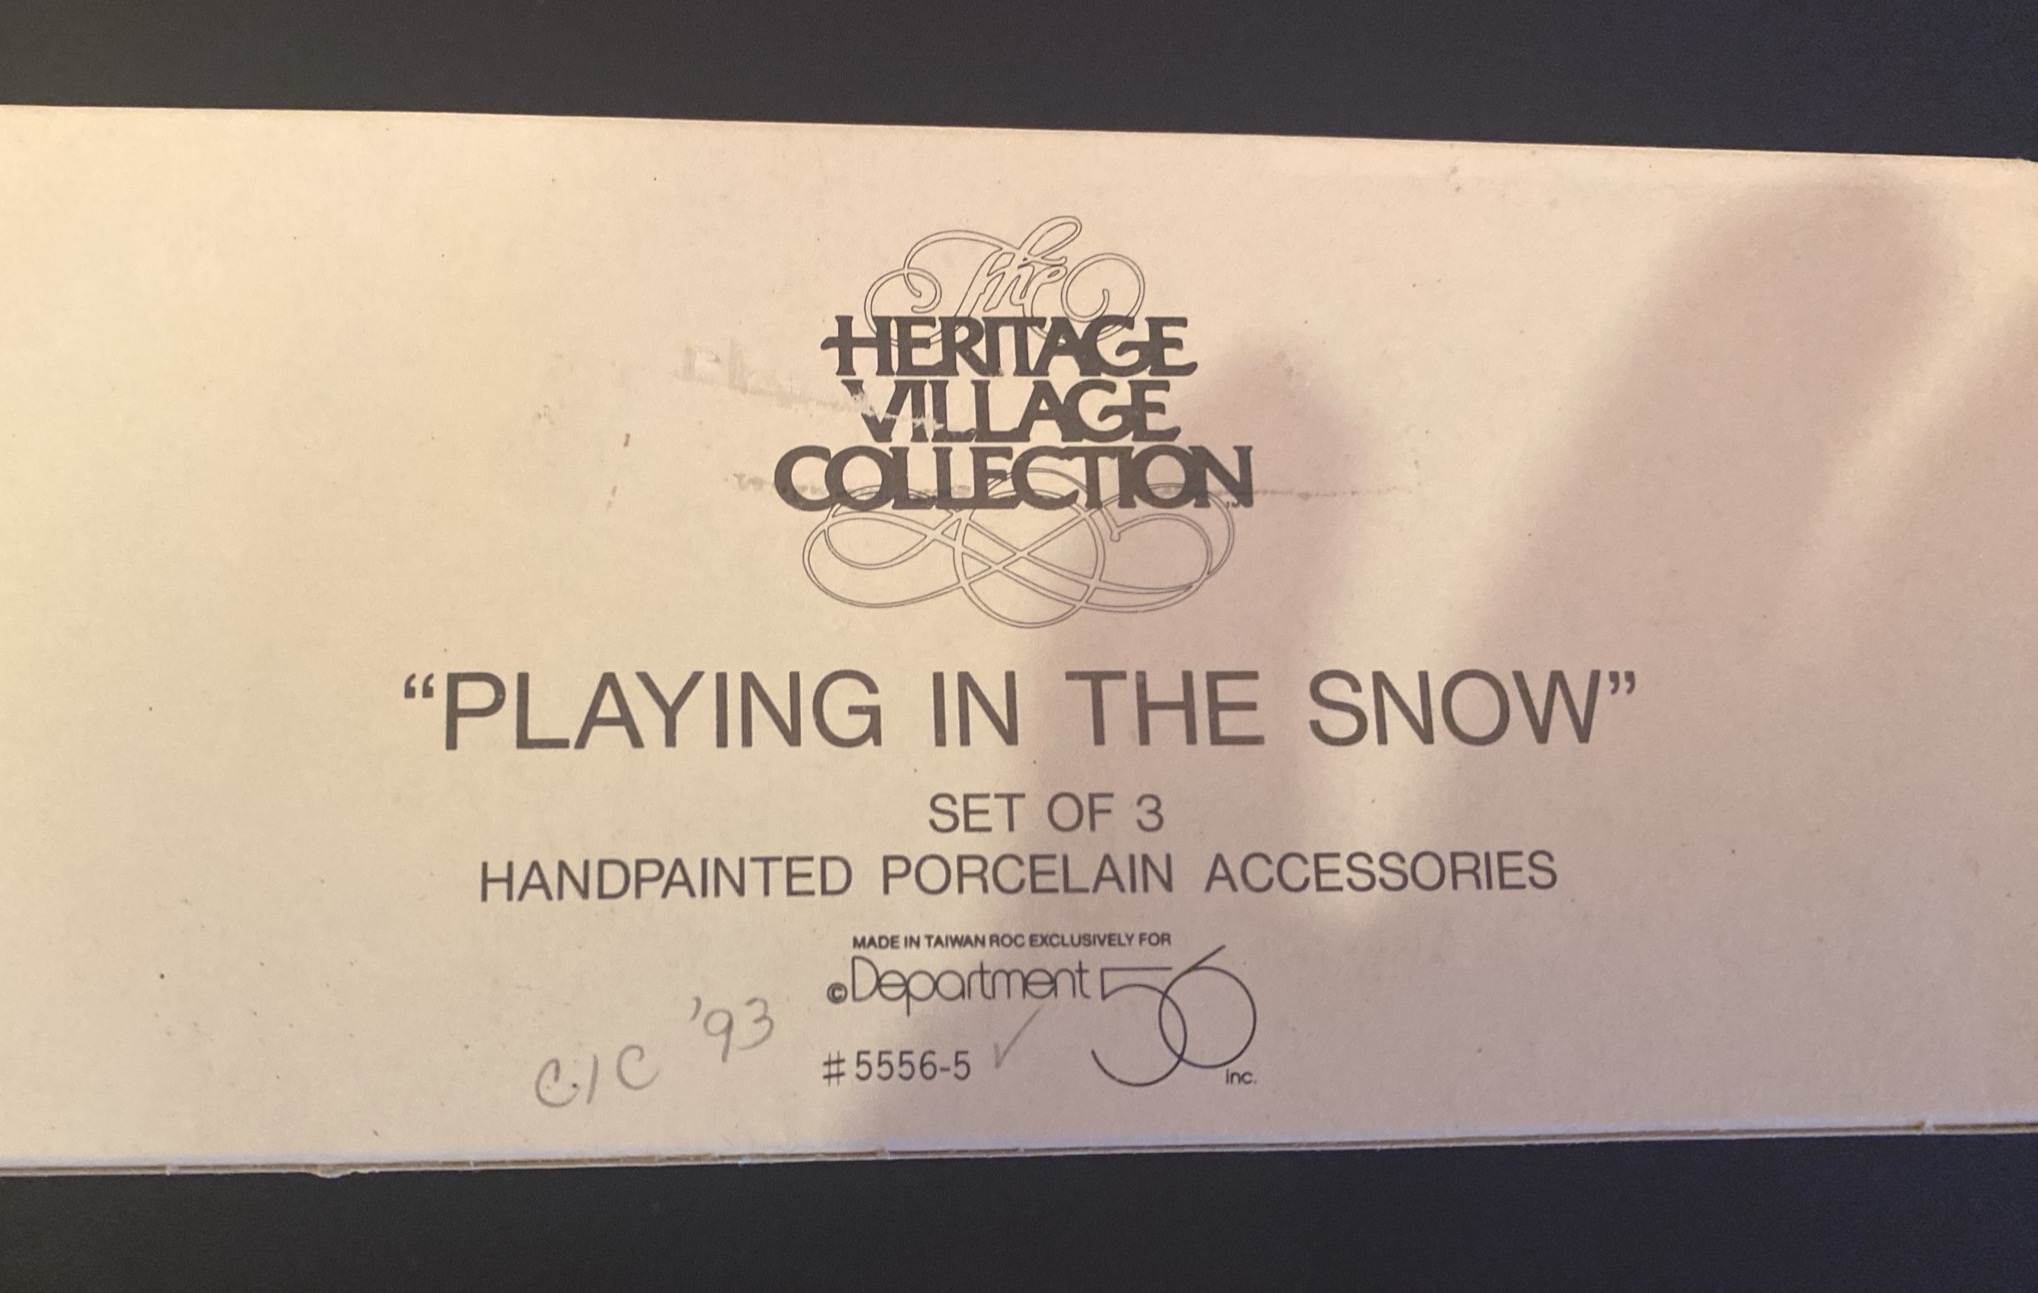 The
HERITAGE
VILLAGE
COLLECTION
“PLAYING IN THE SNOW”
SET OF 3
HANDPAINTED PORCELAIN ACCESSORIES
MADE IN TAIWAN ROC EXCLUSIVELY FOR
©Department 56
inc.
#5556-5 ✓
C/C '93